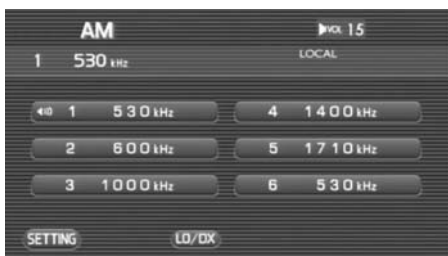 AM VOL 15
1 530 kHz LOCAL
1 530 kHz 4 1400 kHz
2 600 kHz 5 1710 kHz
3 1000 kHz 6 530 kHz
SETTING LO/DX